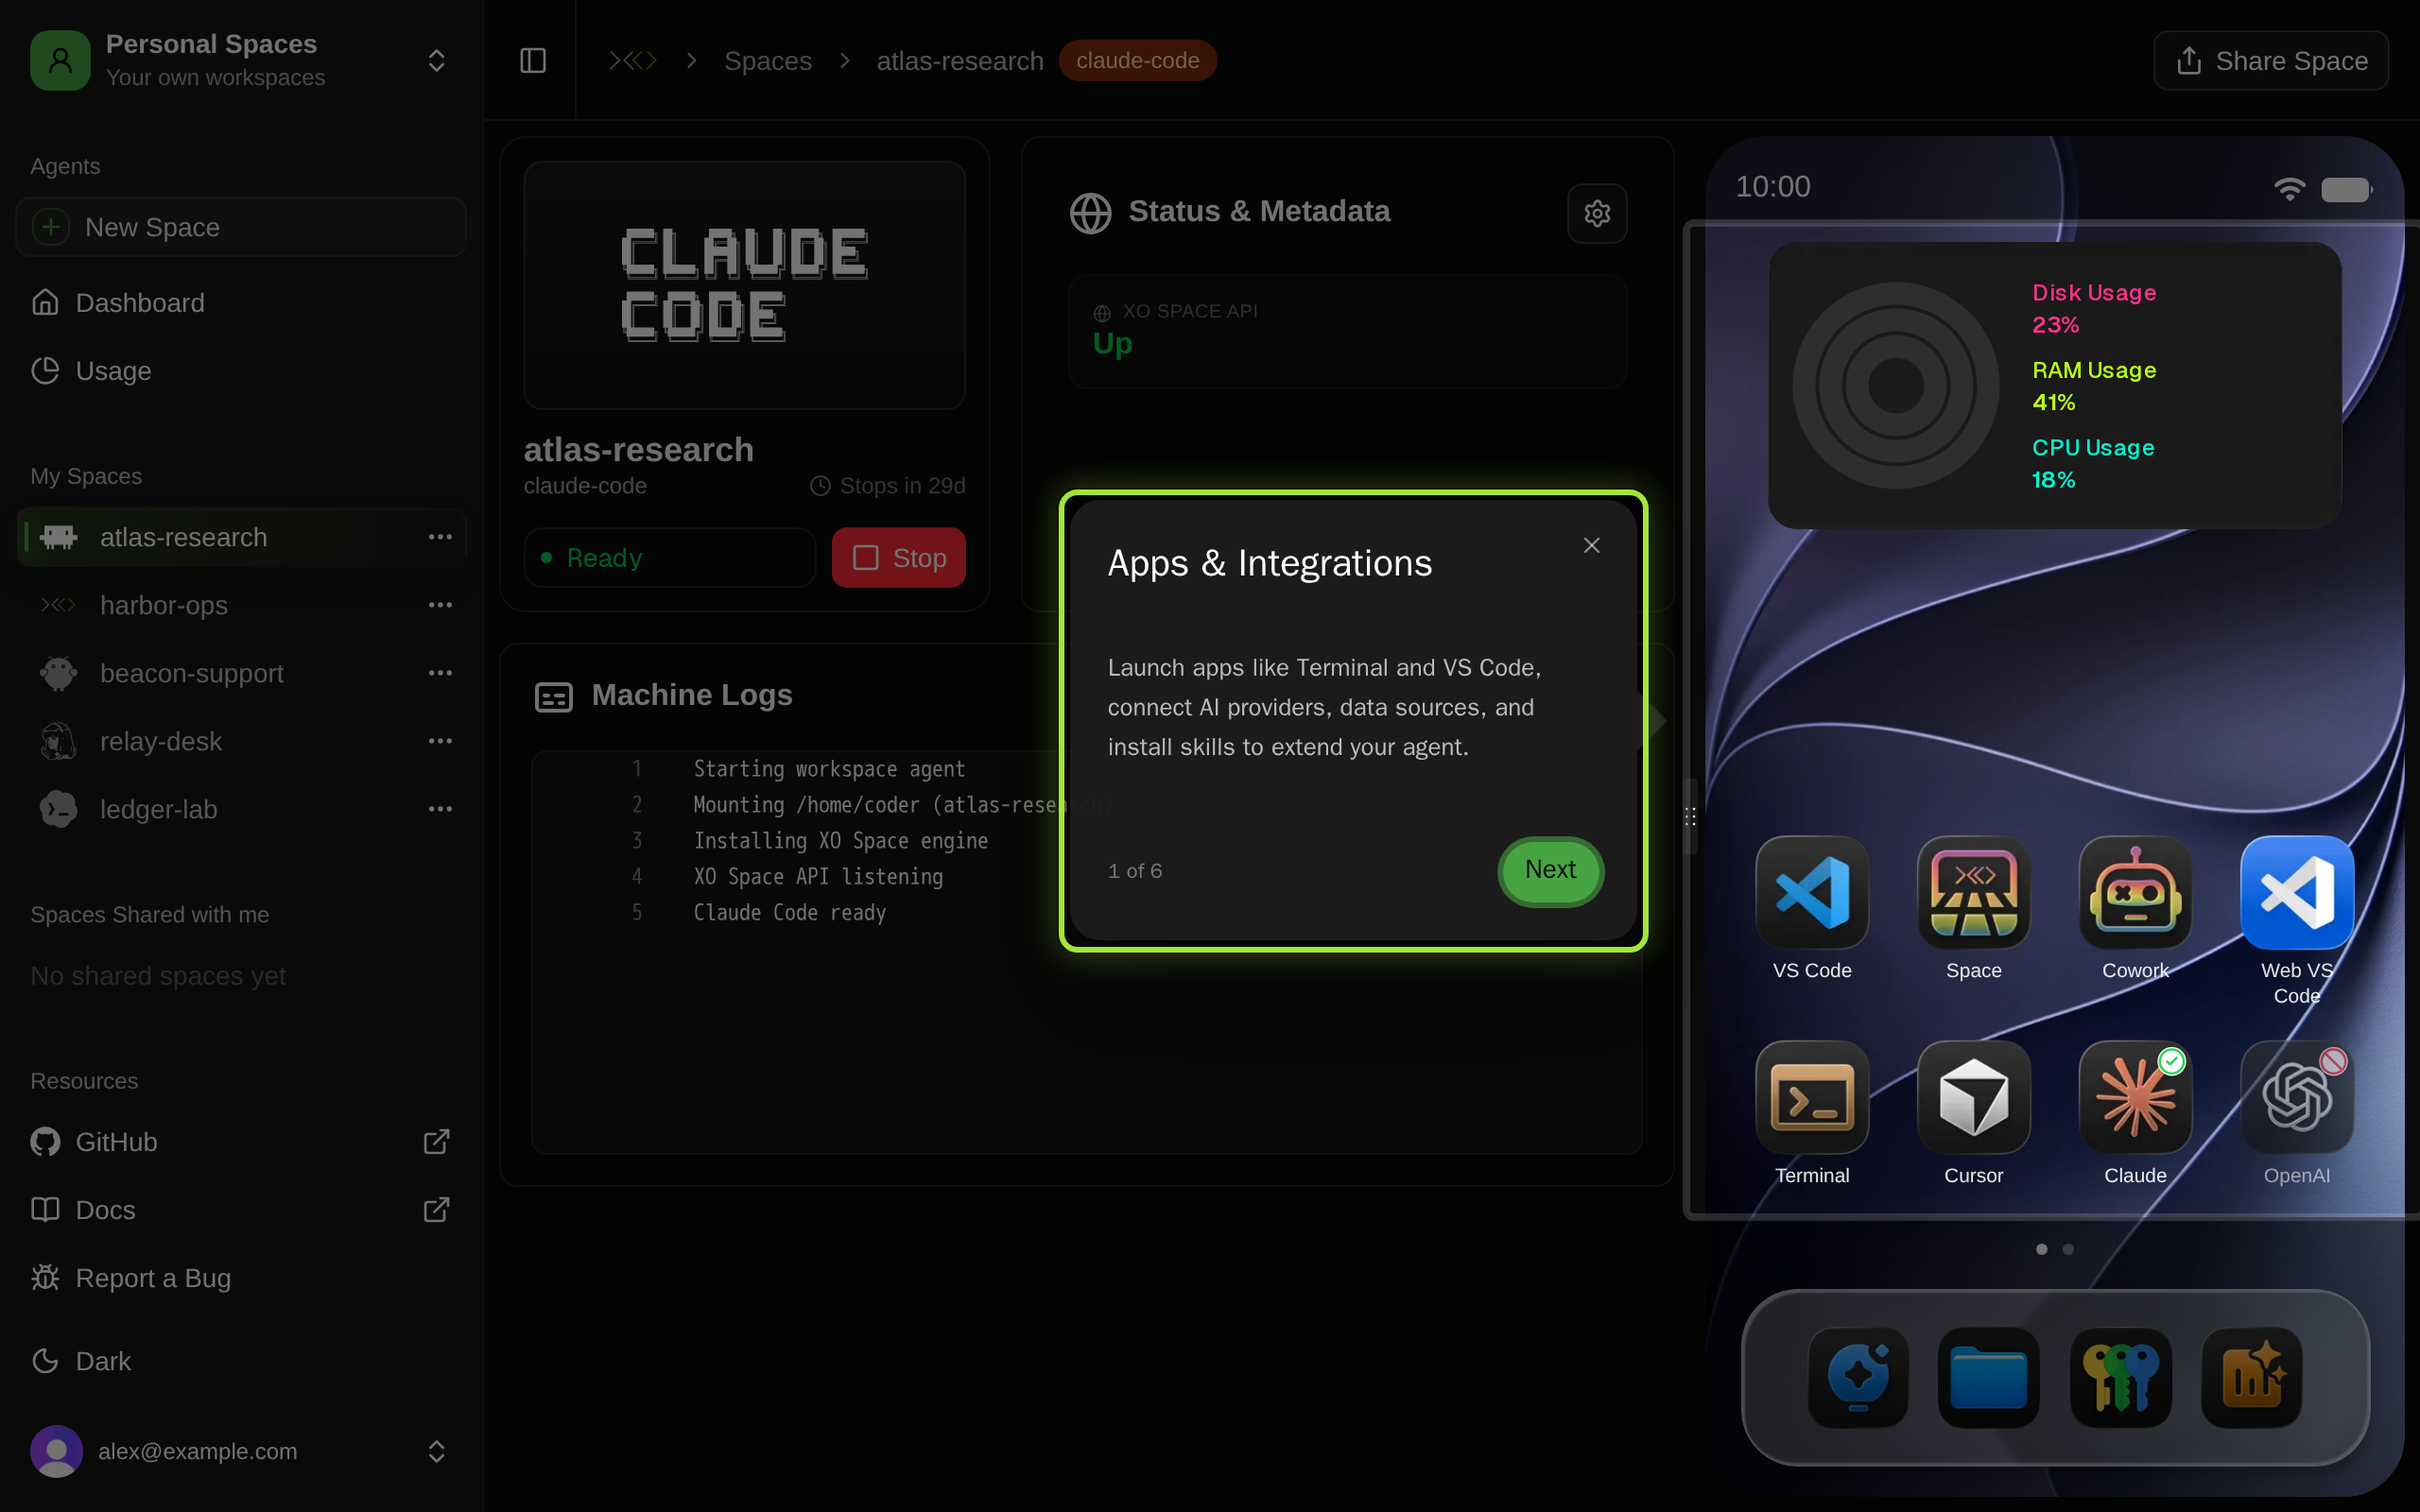 Personal Spaces
Your own workspaces
Agents
New Space
Dashboard
Usage
My Spaces
atlas-research
harbor-ops
beacon-support
relay-desk
ledger-lab
Spaces Shared with me
No shared spaces yet
Resources
GitHub
Docs
Report a Bug
Dark
alex@example.com
Spaces
atlas-research
claude-code
Share Space
CLAUDE
CODE
atlas-research
claude-code
Stops in 29d
Ready
Stop
Status & Metadata
XO SPACE API
Up
Machine Logs
1 Starting workspace agent
2 Mounting /home/coder (atlas-research)
3 Installing XO Space engine
4 XO Space API listening
5 Claude Code ready
Apps & Integrations
Launch apps like Terminal and VS Code,
connect AI providers, data sources, and
install skills to extend your agent.
1 of 6
Next
10:00
Disk Usage
23%
RAM Usage
41%
CPU Usage
18%
VS Code
Space
Cowork
Web VS
Code
Terminal
Cursor
Claude
OpenAI